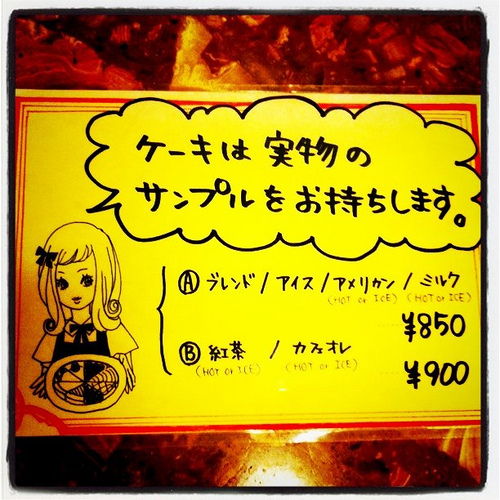 ケーキは実物の
サンプルをお持ちします。
Ⓐ ブレンド/アイス/アメリカン/ミルク
(HOT or ICE) (HOT or ICE)
¥850
Ⓑ 紅茶 / カフェオレ
(HOT or ICE) (HOT or ICE)
¥900